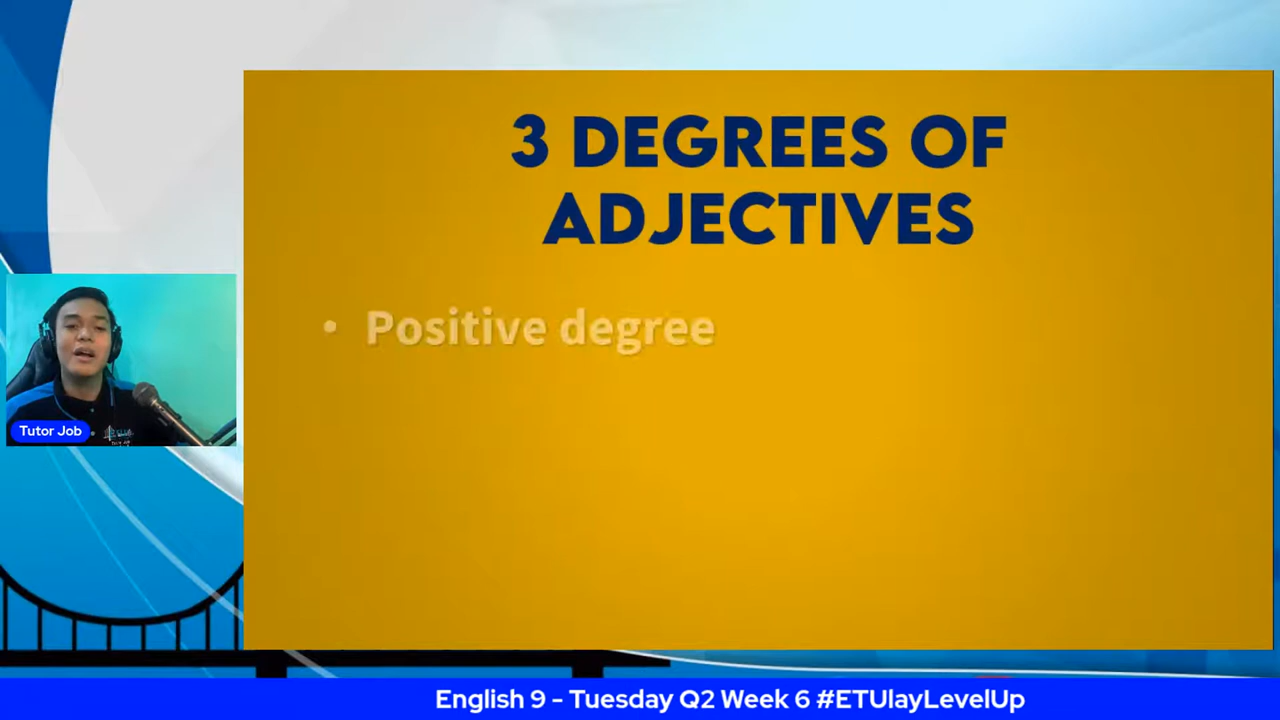 3 DEGREES OF
ADJECTIVES
• Positive degree
Tutor Job
English 9 - Tuesday Q2 Week 6 #ETUlayLevelUp